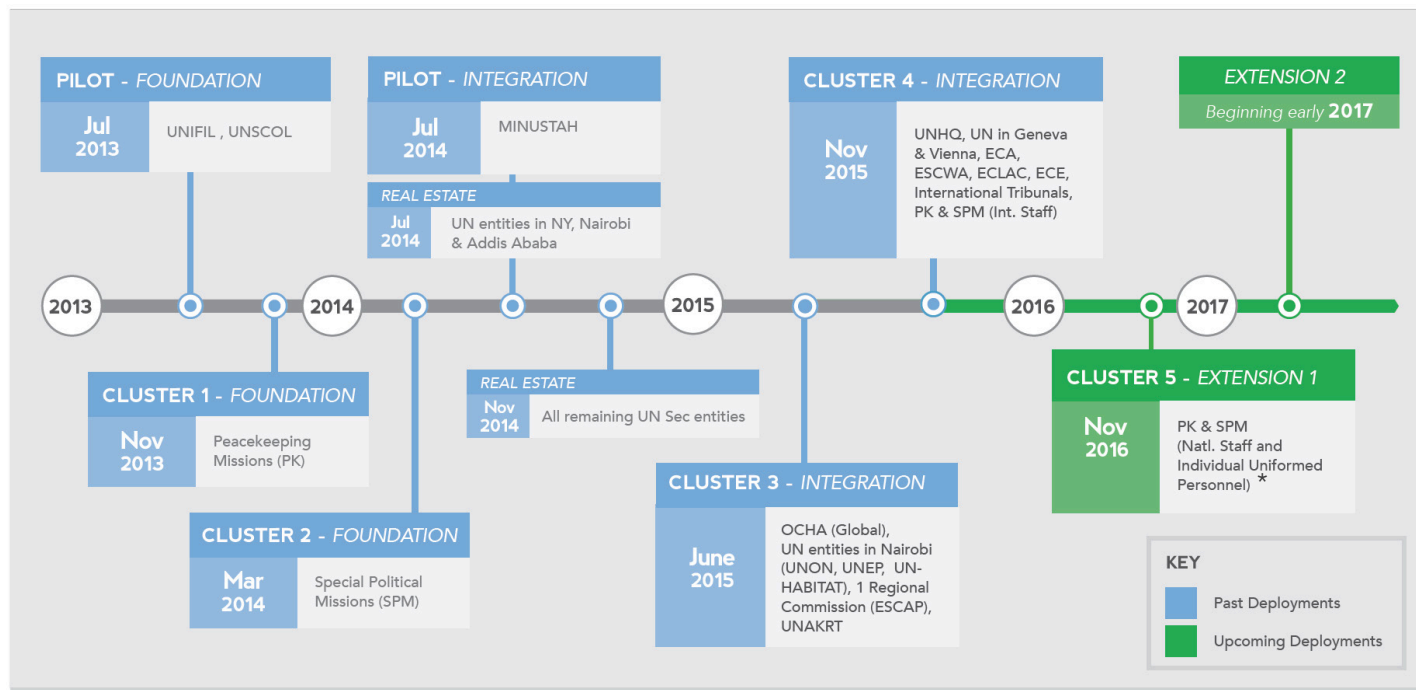 PILOT - FOUNDATION
Jul
2013
UNIFIL , UNSCOL
PILOT - INTEGRATION
Jul
2014
MINUSTAH
REAL ESTATE
Jul
2014
UN entities in NY, Nairobi
& Addis Ababa
CLUSTER 4 - INTEGRATION
Nov
2015
UNHQ, UN in Geneva
& Vienna, ECA,
ESCWA, ECLAC, ECE,
International Tribunals,
PK & SPM (Int. Staff)
EXTENSION 2
Beginning early 2017
2013
2014
2015
2016
2017
CLUSTER 1 - FOUNDATION
Nov
2013
Peacekeeping
Missions (PK)
CLUSTER 2 - FOUNDATION
Mar
2014
Special Political
Missions (SPM)
REAL ESTATE
Nov
2014
All remaining UN Sec entities
CLUSTER 3 - INTEGRATION
June
2015
OCHA (Global),
UN entities in Nairobi
(UNON, UNEP, UN-
HABITAT), 1 Regional
Commission (ESCAP),
UNAKRT
CLUSTER 5 - EXTENSION 1
Nov
2016
PK & SPM
(Natl. Staff and
Individual Uniformed
Personnel) *
KEY
Past Deployments
Upcoming Deployments